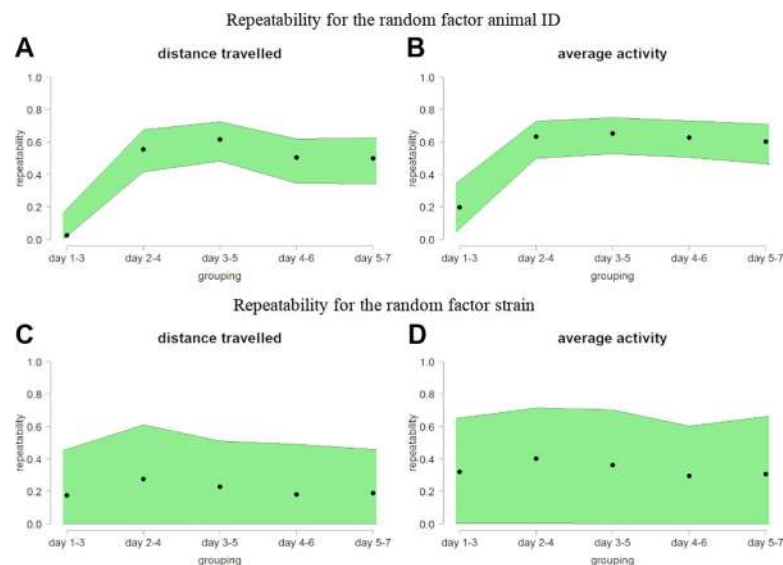 Repeatability for the random factor animal ID
A distance travelled B average activity
1.0 1.0
0.8 0.8
0.6 0.6
repeatability repeatability
0.4 0.4
0.2 0.2
0.0 0.0
day 1-3 day 2-4 day 3-5 day 4-6 day 5-7 day 1-3 day 2-4 day 3-5 day 4-6 day 5-7
grouping grouping
Repeatability for the random factor strain
C distance travelled D average activity
1.0 1.0
0.8 0.8
0.6 0.6
repeatability repeatability
0.4 0.4
0.2 0.2
0.0 0.0
day 1-3 day 2-4 day 3-5 day 4-6 day 5-7 day 1-3 day 2-4 day 3-5 day 4-6 day 5-7
grouping grouping